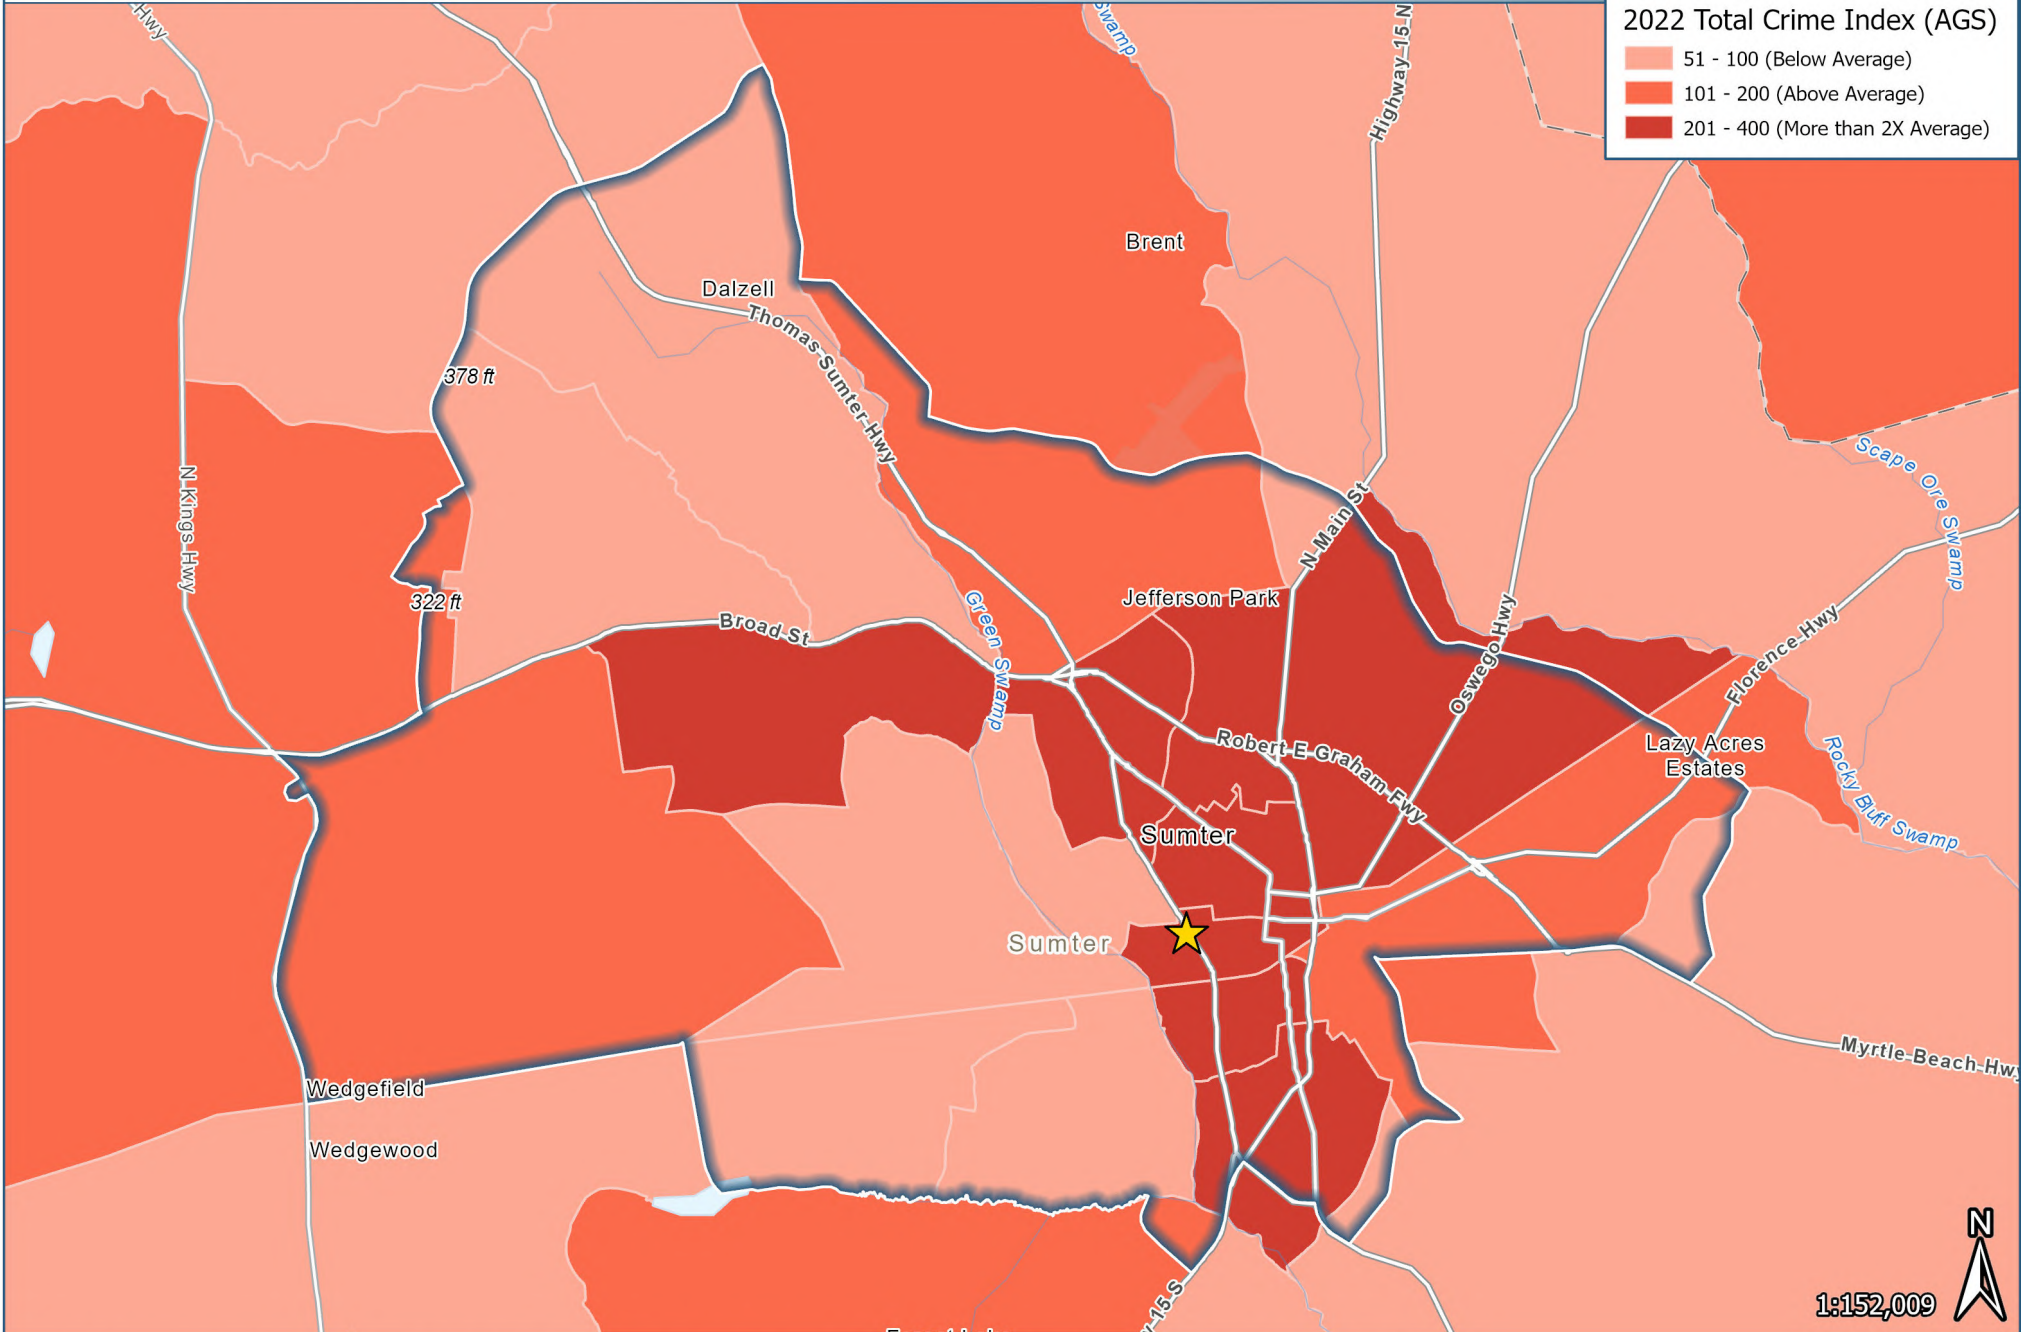 2022 Total Crime Index (AGS)
51 - 100 (Below Average)
101 - 200 (Above Average)
201 - 400 (More than 2X Average)
Hwy
Swamp
Highway 15 N
Brent
Dalzell
Thomas Sumter Hwy
378 ft
N Kings Hwy
Scape Ore Swamp
N Main St
322 ft
Jefferson Park
Green Swamp
Broad St
Oswego Hwy
Florence Hwy
Robert E Graham Fwy
Lazy Acres
Estates
Rocky Bluff Swamp
Sumter
Sumter
Myrtle Beach Hwy
Wedgefield
Wedgewood
15 S
N
1:152,009